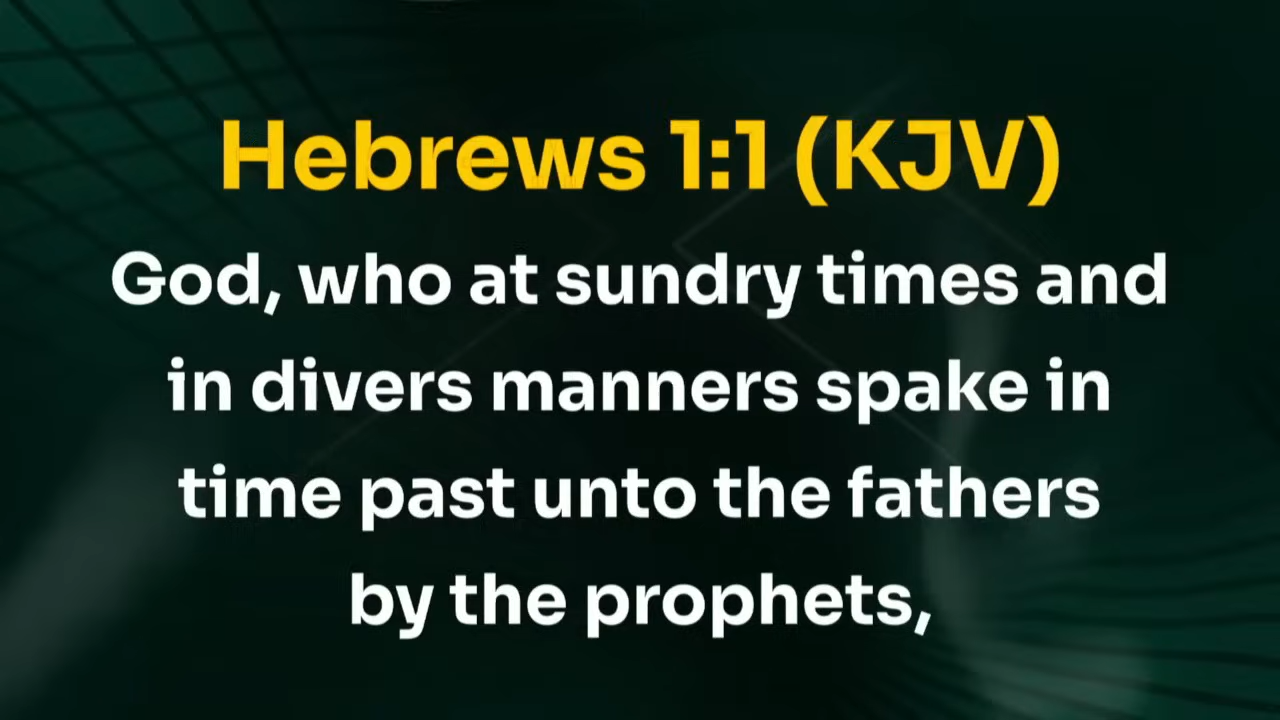 Hebrews 1:1 (KJV)
God, who at sundry times and
in divers manners spake in
time past unto the fathers
by the prophets,